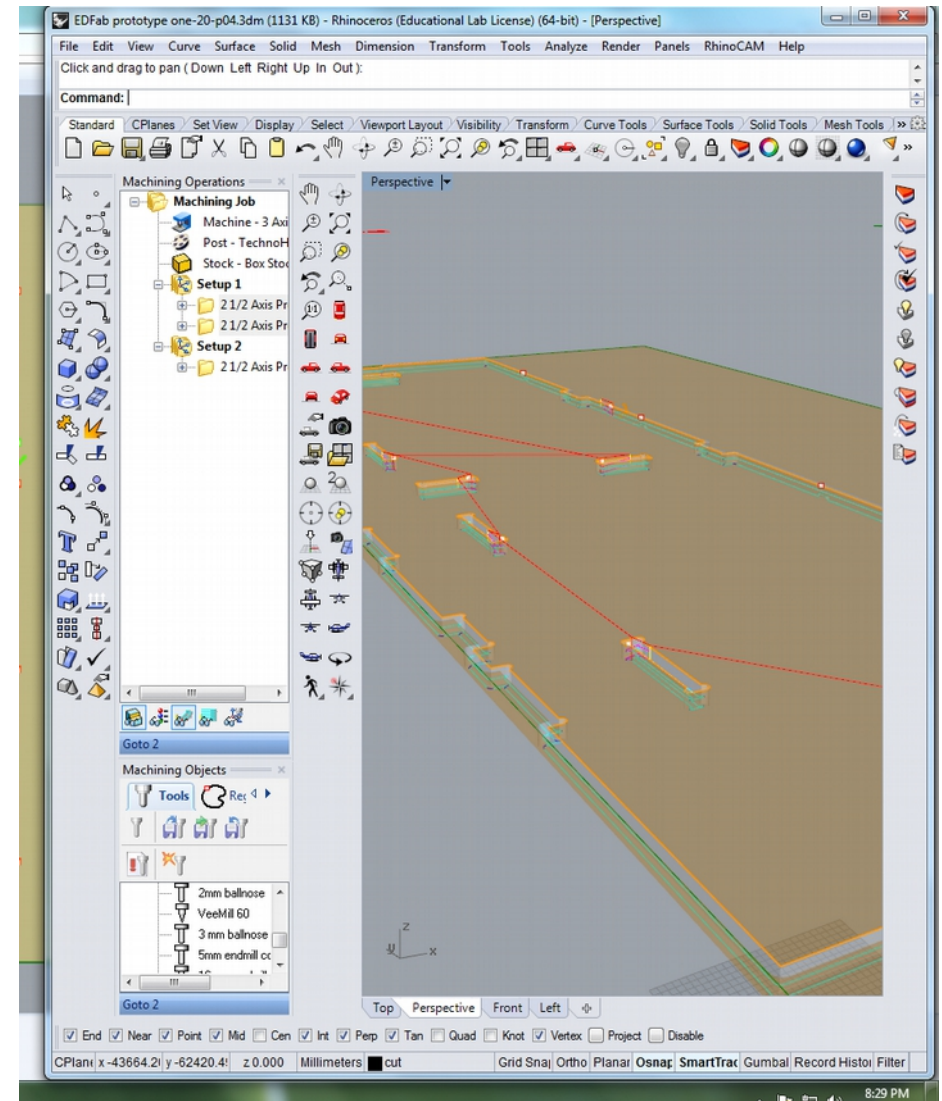 EDFab prototype one-20-p04.3dm (1131 KB) - Rhinoceros (Educational Lab License) (64-bit) - [Perspective]
File Edit View Curve Surface Solid Mesh Dimension Transform Tools Analyze Render Panels RhinoCAM Help
Click and drag to pan ( Down Left Right Up In Out ):
Command:
Standard CPlanes Set View Display Select Viewport Layout Visibility Transform Curve Tools Surface Tools Solid Tools Mesh Tools »
»
Machining Operations
Perspective
Machining Job
Machine - 3 Axi
Post - TechnoH
Stock - Box Stoc
Setup 1
2 1/2 Axis Pr
2 1/2 Axis Pr
Setup 2
2 1/2 Axis Pr
Goto 2
Machining Objects
Tools Reg
2mm ballnose
VeeMill 60
3 mm ballnose
5mm endmill cc
Goto 2
z
y x
Top Perspective Front Left
End Near Point Mid Cen Int Perp Tan Quad Knot Vertex Project Disable
CPlane x -43664.20 y -62420.45 z 0.000 Millimeters cut Grid Snap Ortho Planar Osnap SmartTrac Gumbal Record Histor Filter
8:29 PM